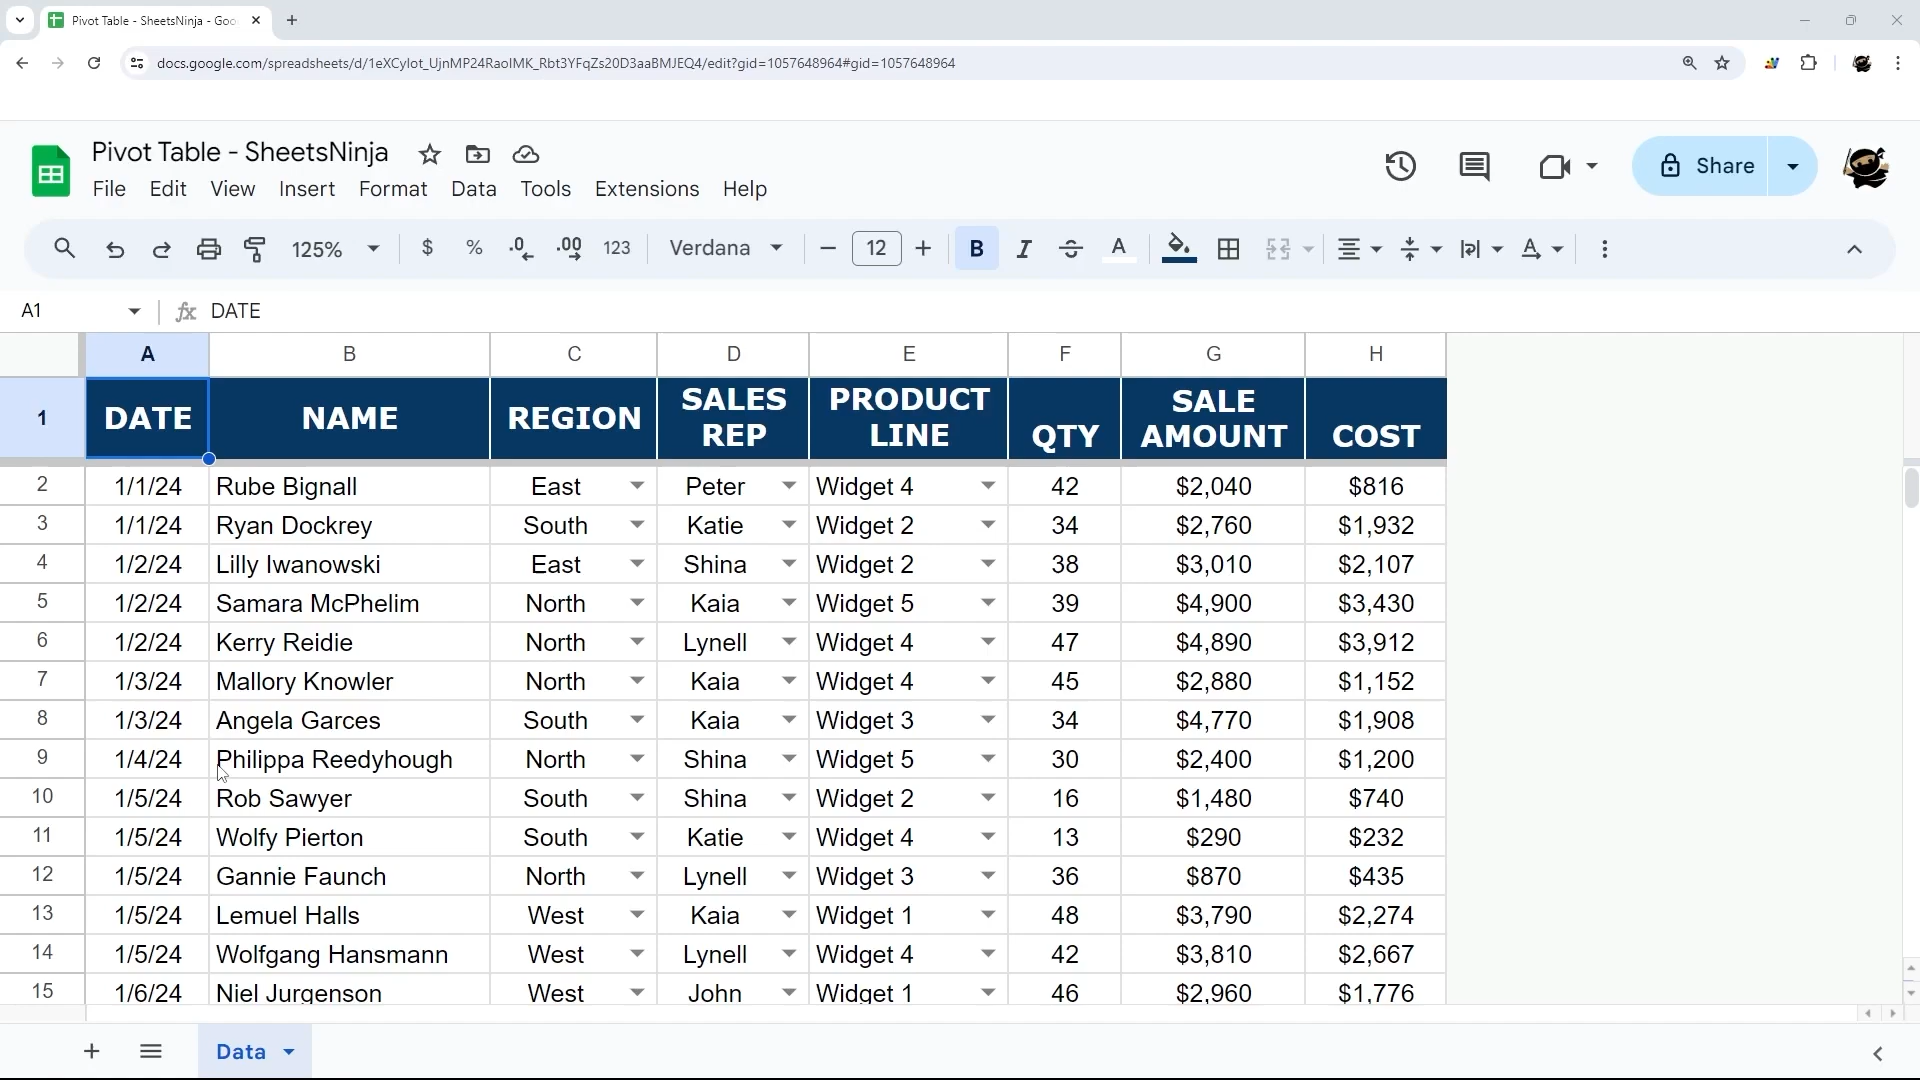 Pivot Table - SheetsNinja - Goo
docs.google.com/spreadsheets/d/1eXCyIot_UjnMP24RaolMK_Rbt3YFqZs20D3aaBMJEQ4/edit?gid=1057648964#gid=1057648964
Pivot Table - SheetsNinja
File Edit View Insert Format Data Tools Extensions Help
Share
125% $ % .0 .00 123 Verdana 12 B I S A
A1 fx DATE
A B C D E F G H
1 DATE NAME REGION SALES REP PRODUCT LINE QTY SALE AMOUNT COST
2 1/1/24 Rube Bignall East Peter Widget 4 42 $2,040 $816
3 1/1/24 Ryan Dockrey South Katie Widget 2 34 $2,760 $1,932
4 1/2/24 Lilly Iwanowski East Shina Widget 2 38 $3,010 $2,107
5 1/2/24 Samara McPhelim North Kaia Widget 5 39 $4,900 $3,430
6 1/2/24 Kerry Reidie North Lynell Widget 4 47 $4,890 $3,912
7 1/3/24 Mallory Knowler North Kaia Widget 4 45 $2,880 $1,152
8 1/3/24 Angela Garces South Kaia Widget 3 34 $4,770 $1,908
9 1/4/24 Philippa Reedyhough North Shina Widget 5 30 $2,400 $1,200
10 1/5/24 Rob Sawyer South Shina Widget 2 16 $1,480 $740
11 1/5/24 Wolfy Pierton South Katie Widget 4 13 $290 $232
12 1/5/24 Gannie Faunch North Lynell Widget 3 36 $870 $435
13 1/5/24 Lemuel Halls West Kaia Widget 1 48 $3,790 $2,274
14 1/5/24 Wolfgang Hansmann West Lynell Widget 4 42 $3,810 $2,667
15 1/6/24 Niel Jurgenson West John Widget 1 46 $2,960 $1,776
Data